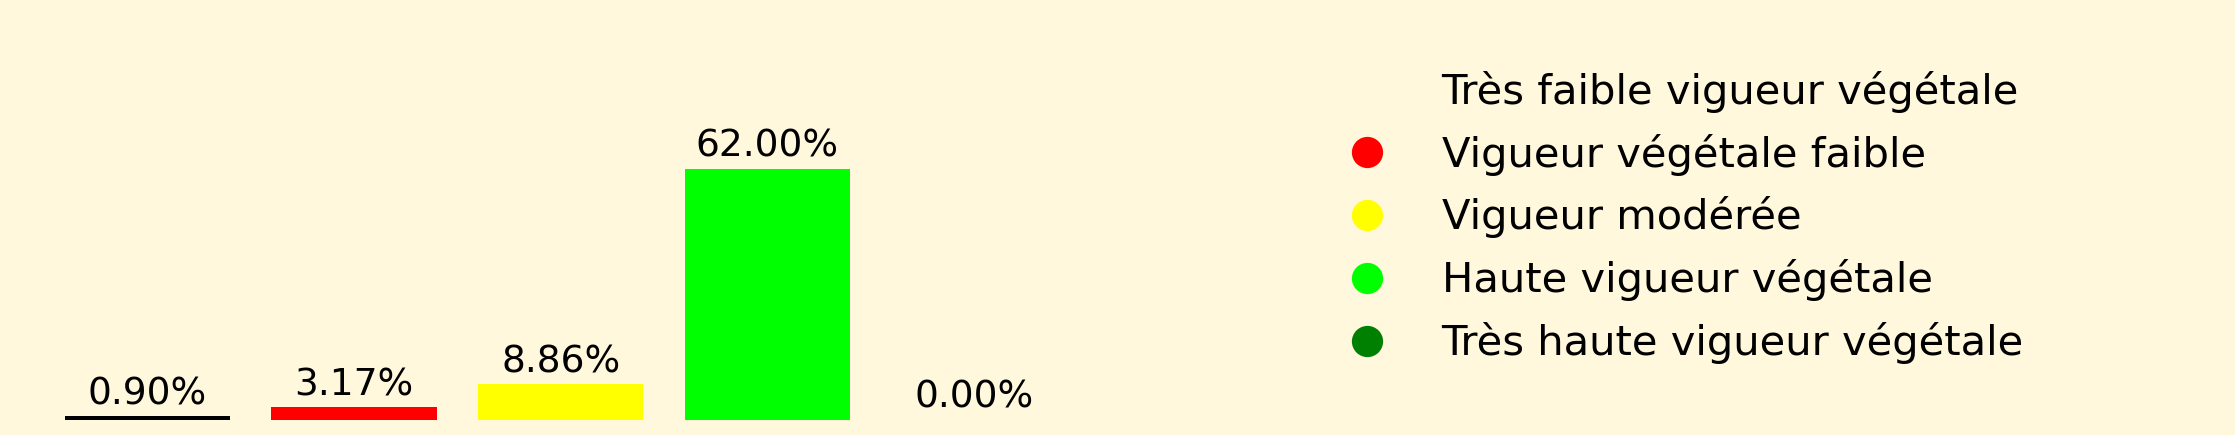 0.90%
3.17%
8.86%
62.00%
0.00%
Très faible vigueur végétale
Vigueur végétale faible
Vigueur modérée
Haute vigueur végétale
Très haute vigueur végétale